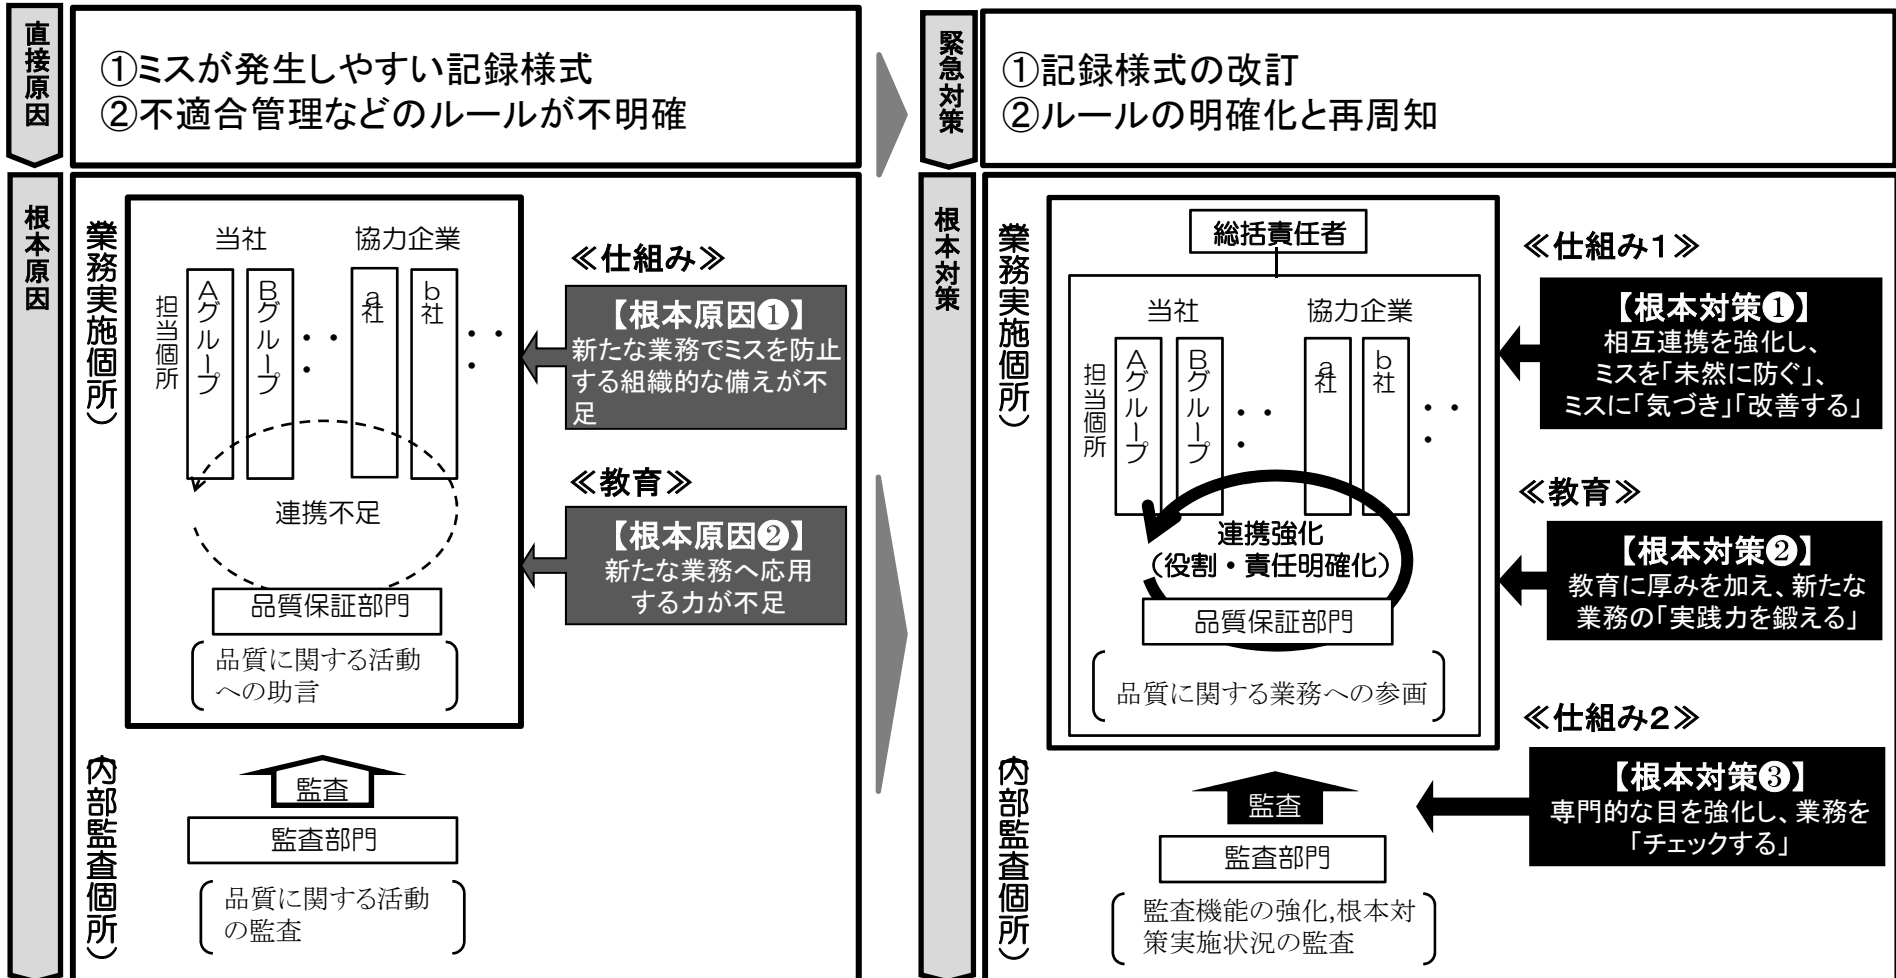 直接原因
①ミスが発生しやすい記録様式
②不適合管理などのルールが不明確
緊急対策
①記録様式の改訂
②ルールの明確化と再周知
根本原因
業務実施個所）
当社
協力企業
担当個所
Aグループ
Bグループ
・・・
a社
b社
・・・
連携不足
品質保証部門
品質に関する活動
への助言
≪仕組み≫
【根本原因❶】
新たな業務でミスを防止
する組織的な備えが不
足
≪教育≫
【根本原因❷】
新たな業務へ応用
する力が不足
内部監査個所）
監査
監査部門
品質に関する活動
の監査
根本対策
業務実施個所）
総括責任者
当社
協力企業
担当個所
Aグループ
Bグループ
・・・
a社
b社
・・・
連携強化
（役割・責任明確化）
品質保証部門
品質に関する業務への参画
≪仕組み１≫
【根本対策❶】
相互連携を強化し、
ミスを「未然に防ぐ」、
ミスに「気づき」「改善する」
≪教育≫
【根本対策❷】
教育に厚みを加え、新たな
業務の「実践力を鍛える」
≪仕組み２≫
【根本対策❸】
専門的な目を強化し、業務を
「チェックする」
内部監査個所）
監査
監査部門
監査機能の強化,根本対
策実施状況の監査